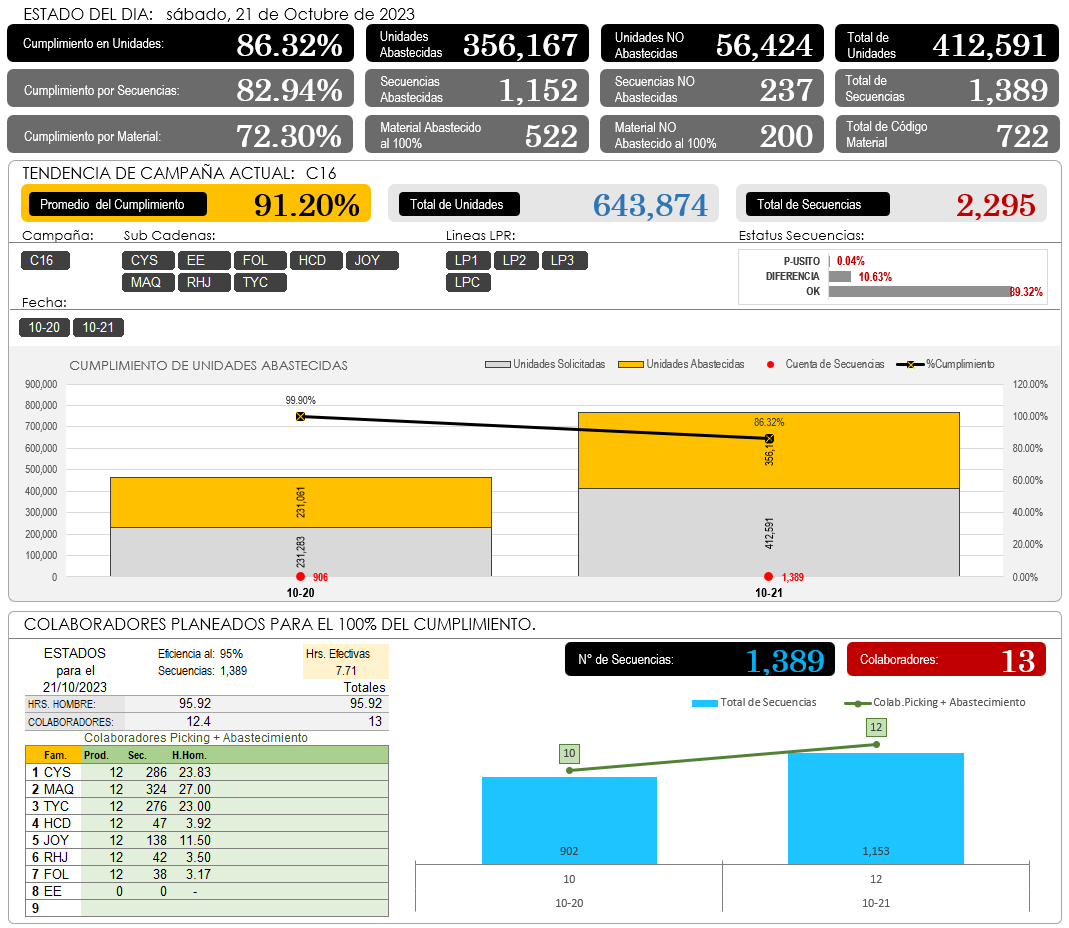 ESTADO DEL DIA: sábado, 21 de Octubre de 2023
Cumplimiento en Unidades: 86.32%
Unidades Abastecidas 356,167
Unidades NO Abastecidas 56,424
Total de Unidades 412,591
Cumplimiento por Secuencias: 82.94%
Secuencias Abastecidas 1,152
Secuencias NO Abastecidas 237
Total de Secuencias 1,389
Cumplimiento por Material: 72.30%
Material Abastecido al 100% 522
Material NO Abastecido al 100% 200
Total de Código Material 722
TENDENCIA DE CAMPAÑA ACTUAL: C16
Promedio del Cumplimiento 91.20%
Total de Unidades 643,874
Total de Secuencias 2,295
Campaña: Sub Cadenas: Lineas LPR: Estatus Secuencias:
C16 CYS EE FOL HCD JOY LP1 LP2 LP3
MAQ RHJ TYC LPC
P-USITO 0.04%
DIFERENCIA 10.63%
OK 89.32%
Fecha:
10-20 10-21
CUMPLIMIENTO DE UNIDADES ABASTECIDAS
Unidades Solicitadas Unidades Abastecidas Cuenta de Secuencias %Cumplimiento
900,000
800,000
700,000
600,000
500,000
400,000
300,000
200,000
100,000
0
120.00%
100.00%
80.00%
60.00%
40.00%
20.00%
0.00%
99.90%
231,061
231,283
906
10-20
86.32%
356,1
412,591
1,389
10-21
COLABORADORES PLANEADOS PARA EL 100% DEL CUMPLIMIENTO.
ESTADOS para el 21/10/2023
Eficiencia al: 95%
Secuencias: 1,389
Hrs. Efectivas
7.71
Totales
HRS. HOMBRE: 95.92 95.92
COLABORADORES: 12.4 13
Colaboradores Picking + Abastecimiento
Fam. Prod. Sec. H.Hom.
1 CYS 12 286 23.83
2 MAQ 12 324 27.00
3 TYC 12 276 23.00
4 HCD 12 47 3.92
5 JOY 12 138 11.50
6 RHJ 12 42 3.50
7 FOL 12 38 3.17
8 EE 0 0 -
9
N° de Secuencias: 1,389
Colaboradores: 13
Total de Secuencias Colab.Picking + Abastecimiento
10
12
902
1,153
10
12
10-20
10-21